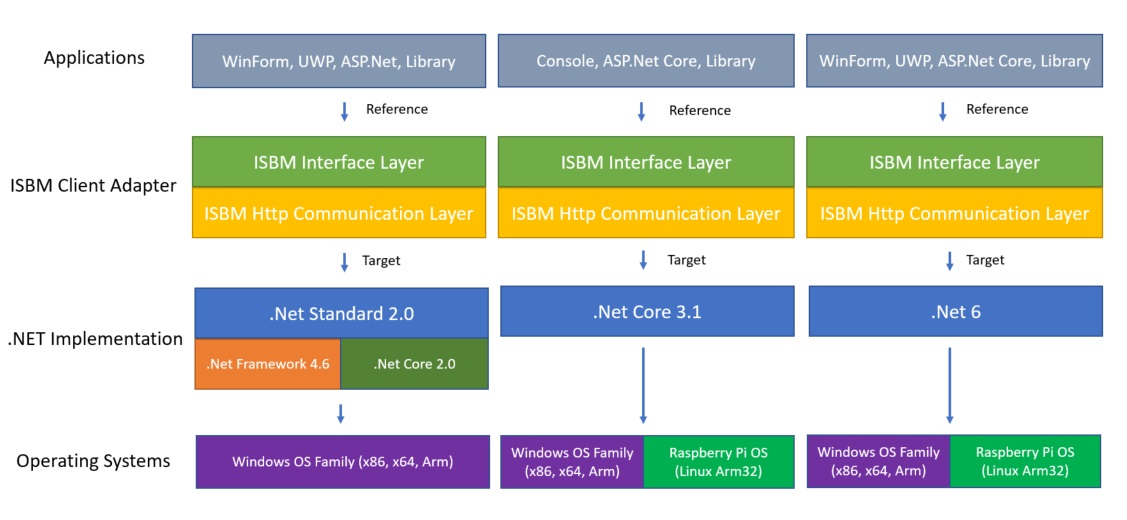 Applications
WinForm, UWP, ASP.Net, Library
Console, ASP.Net Core, Library
WinForm, UWP, ASP.Net Core, Library
Reference
Reference
Reference
ISBM Client Adapter
ISBM Interface Layer
ISBM Interface Layer
ISBM Interface Layer
ISBM Http Communication Layer
ISBM Http Communication Layer
ISBM Http Communication Layer
Target
Target
Target
.NET Implementation
.Net Standard 2.0
.Net Core 3.1
.Net 6
.Net Framework 4.6
.Net Core 2.0
Operating Systems
Windows OS Family (x86, x64, Arm)
Windows OS Family
(x86, x64, Arm)
Raspberry Pi OS
(Linux Arm32)
Windows OS Family
(x86, x64, Arm)
Raspberry Pi OS
(Linux Arm32)